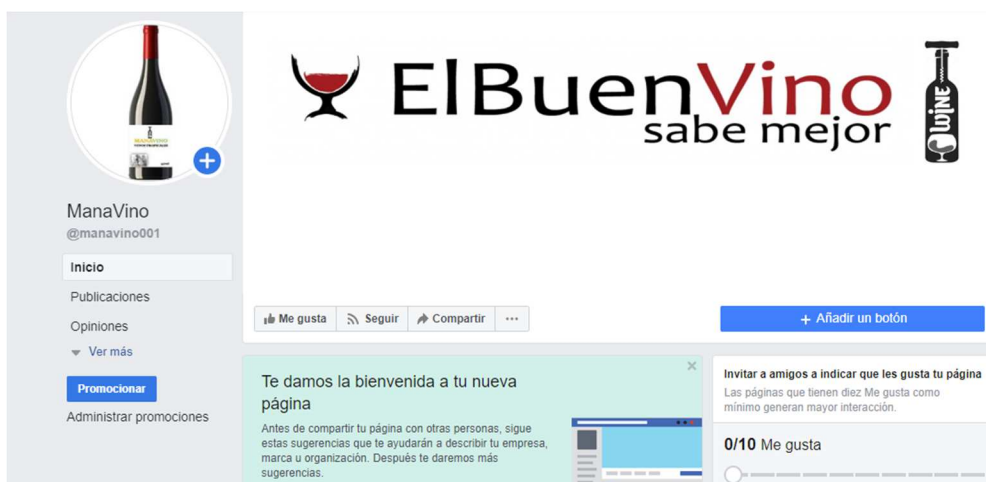 ElBuenVino
sabe mejor
WINE
MANAVINO
ManaVino
@manavino001
Inicio
Publicaciones
Opiniones
Ver más
Promocionar
Administrar promociones
Me gusta
Seguir
Compartir
...
+ Añadir un botón
Te damos la bienvenida a tu nueva
página
Antes de compartir tu página con otras personas, sigue
estas sugerencias que te ayudarán a describir tu empresa,
marca u organización. Después te daremos más
sugerencias.
Invitar a amigos a indicar que les gusta tu página
Las páginas que tienen diez Me gusta como
mínimo generan mayor interacción.
0/10 Me gusta